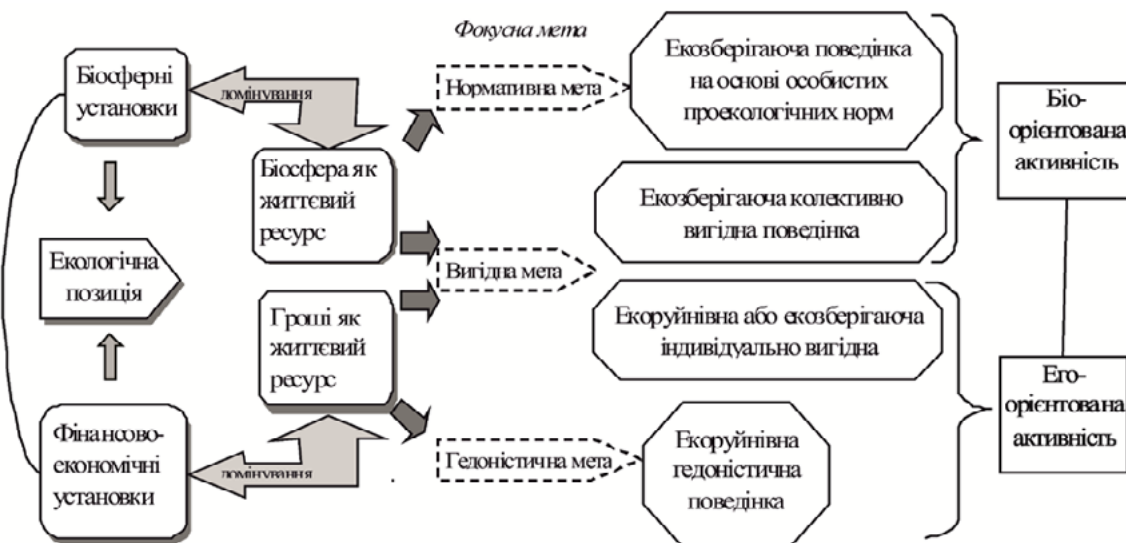 Фокусна мета
Біосферні
установки
домінування
Нормативна мета
Екозберігаюча поведінка
на основі особистих
проекологічних норм
Біо-
орієнтована
активність
Біосфера як
життєвий
ресурс
Екозберігаюча колективно
вигідна поведінка
Екологічна
позиція
Вигідна мета
Гроші як
життєвий
ресурс
Екоруйнівна або екозберігаюча
індивідуально вигідна
Его-
орієнтована
активність
Фінансово-
економічні
установки
домінування
Гедоністична мета
Екоруйнівна
гедоністична
поведінка